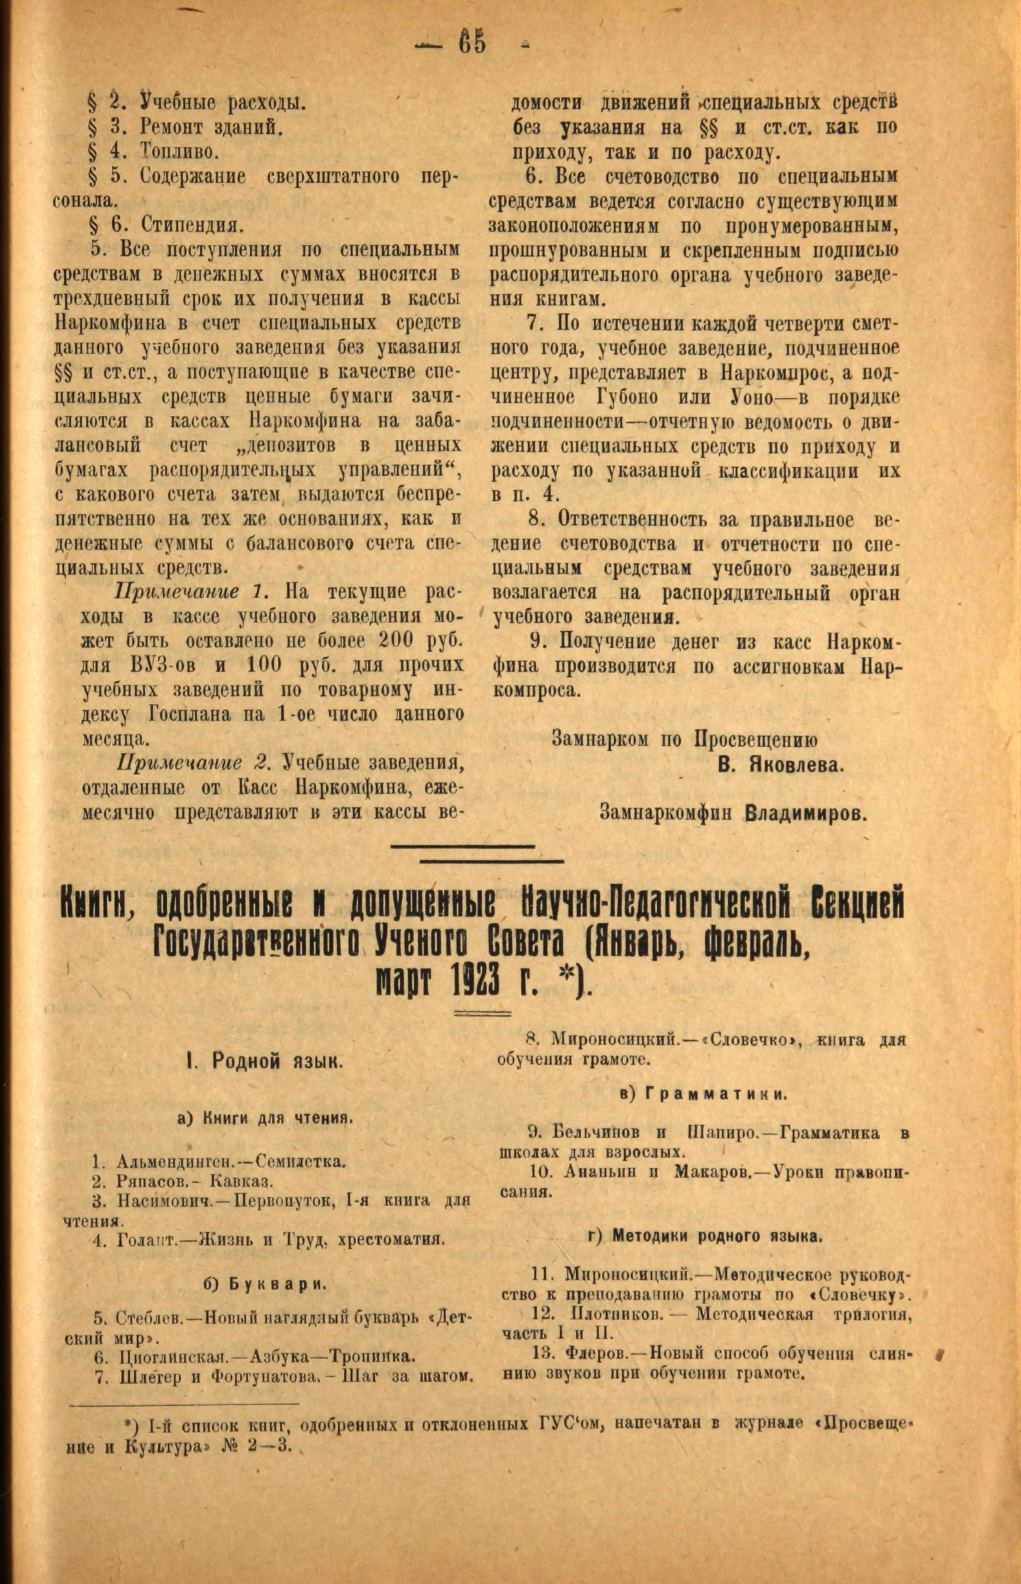 — 65 -
§ 2. Учебные расходы.
§ 3. Ремонт зданий.
§ 4. Топливо.
§ 5. Содержание сверхштатного пер-
сонала.
§ 6. Стипендия.
5. Все поступления по специальным
средствам в денежных суммах вносятся в
трехдневный срок их получения в кассы
Наркомфина в счет специальных средств
данного учебного заведения без указания
§§ и ст.ст., а поступающие в качестве спе-
циальных средств ценные бумаги зачи-
сляются в кассах Наркомфина на заба-
лансовый счет „депозитов в ценных
бумагах распорядительных управлений“,
с какового счета затем выдаются беспре-
пятственно на тех же основаниях, как и
денежные суммы с балансового счета спе-
циальных средств.
Примечание 1. На текущие рас-
ходы в кассе учебного заведения мо-
жет быть оставлено не более 200 руб.
для ВУЗ-ов и 100 руб. для прочих
учебных заведений по товарному ин-
дексу Госплана на 1-ое число данного
месяца.
Примечание 2. Учебные заведения,
отдаленные от Касс Наркомфина, еже-
месячно представляют в эти кассы ве-
домости движений специальных средств
без указания на §§ и ст.ст. как по
приходу, так и по расходу.
6. Все счетоводство по специальным
средствам ведется согласно существующим
законоположениям по пронумерованным,
прошнурованным и скрепленным подписью
распорядительного органа учебного заведе-
ния книгам.
7. По истечении каждой четверти смет-
ного года, учебное заведение, подчиненное
центру, представляет в Наркомпрос, а под-
чиненное Губоно или Уоно—в порядке
подчиненности—отчетную ведомость о дви-
жении специальных средств по приходу и
расходу по указанной классификации их
в п. 4.
8. Ответственность за правильное ве-
дение счетоводства и отчетности по спе-
циальным средствам учебного заведения
возлагается на распорядительный орган
учебного заведения.
9. Получение денег из касс Нарком-
фина производится по ассигновкам Нар-
компроса.
Замнарком по Просвещению
В. Яковлева.
Замнаркомфин Владимиров.
Книги, одобренные и допущенные Научно-Педагогической Секцией
Государственного Ученого Совета (Январь, февраль,
март 1923 г. *).
I. Родной язык.
а) Книги для чтения.
1. Альмендинген.—Семилетка.
2. Ряпасов.- Кавказ.
3. Насимович.—Первопуток, I-я книга для
чтения.
4. Голант.—Жизнь и Труд, хрестоматия.
б) Буквари.
5. Стеблев.—Новый наглядный букварь «Дет-
ский мир».
6. Циоглинская.—Азбука—Тропинка.
7. Шлегер и Фортунатова.- Шаг за шагом.
8. Мироносицкий.—«Словечко», книга для
обучения грамоте.
в) Грамматики.
9. Бельчиков и Шапиро.—Грамматика в
школах для взрослых.
10. Ананьин и Макаров.—Уроки правопи-
сания.
г) Методики родного языка.
11. Мироносицкий.—Методическое руковод-
ство к преподаванию грамоты по «Словечку».
12. Плотников. — Методическая трилогия,
часть I и II.
13. Флеров.—Новый способ обучения слия-
нию звуков при обучении грамоте.
*) I-й список книг, одобренных и отклоненных ГУС‘ом, напечатан в журнале «Просвеще-
ние и Культура» № 2—3.